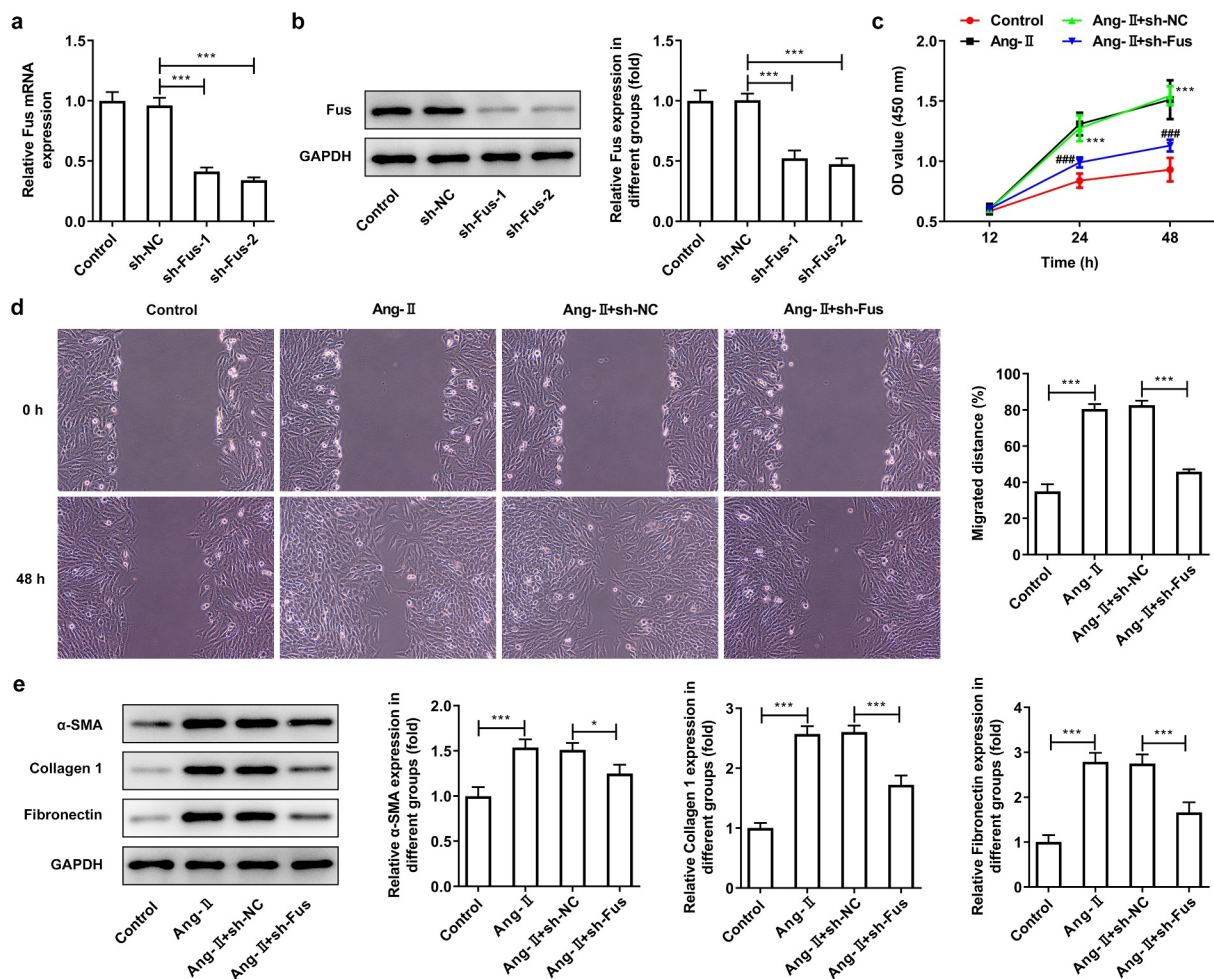 a
Relative Fus mRNA
expression
1.5
1.0
0.5
0.0
***
***
Control
sh-NC
sh-Fus-1
sh-Fus-2
b
Fus
GAPDH
Control
sh-NC
sh-Fus-1
sh-Fus-2
Relative Fus expression in
different groups (fold)
1.5
1.0
0.5
0.0
***
***
Control
sh-NC
sh-Fus-1
sh-Fus-2
c
Control
Ang-Ⅱ
Ang-Ⅱ+sh-NC
Ang-Ⅱ+sh-Fus
OD value (450 nm)
2.0
1.5
1.0
0.5
***
***
###
###
12
24
48
Time (h)
d
Control
Ang-Ⅱ
Ang-Ⅱ+sh-NC
Ang-Ⅱ+sh-Fus
0 h
48 h
Migrated distance (%)
100
80
60
40
20
0
***
***
Control
Ang-Ⅱ
Ang-Ⅱ+sh-NC
Ang-Ⅱ+sh-Fus
e
α-SMA
Collagen 1
Fibronectin
GAPDH
Control
Ang-Ⅱ
Ang-Ⅱ+sh-NC
Ang-Ⅱ+sh-Fus
Relative α-SMA expression in
different groups (fold)
2.0
1.5
1.0
0.5
0.0
***
*
Control
Ang-Ⅱ
Ang-Ⅱ+sh-NC
Ang-Ⅱ+sh-Fus
Relative Collagen 1 expression in
different groups (fold)
3
2
1
0
***
***
Control
Ang-Ⅱ
Ang-Ⅱ+sh-NC
Ang-Ⅱ+sh-Fus
Relative Fibronectin expression in
different groups (fold)
4
3
2
1
0
***
***
Control
Ang-Ⅱ
Ang-Ⅱ+sh-NC
Ang-Ⅱ+sh-Fus